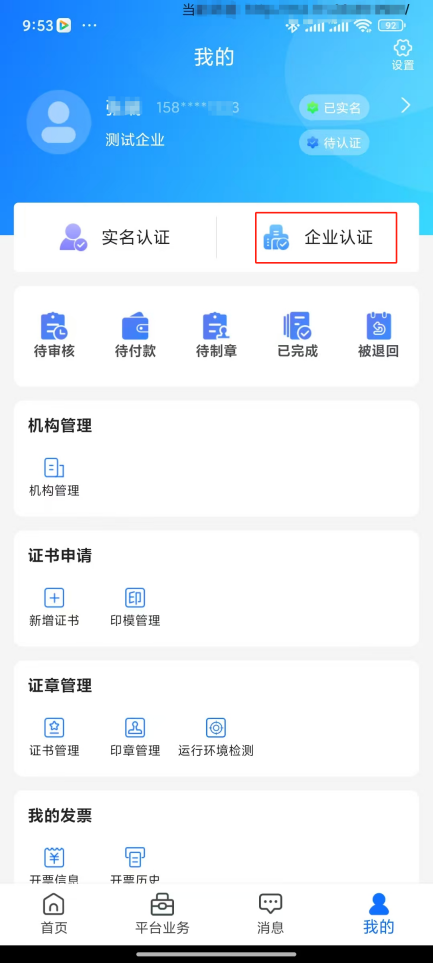 9:53 ... 92
我的
设置
158****3 已实名
测试企业 待认证
实名认证 企业认证
待审核 待付款 待制章 已完成 被退回
机构管理
机构管理
证书申请
新增证书 印模管理
证章管理
证书管理 印章管理 运行环境检测
我的发票
开票信息 开票历史
首页 平台业务 消息 我的